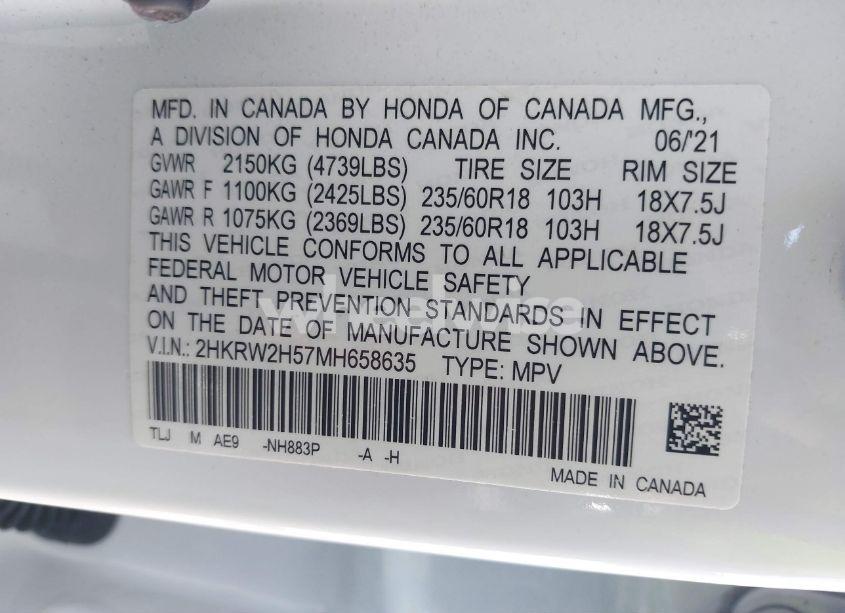 MFD. IN CANADA BY HONDA OF CANADA MFG.,
A DIVISION OF HONDA CANADA INC. 06/'21
GVWR 2150KG (4739LBS) TIRE SIZE RIM SIZE
GAWR F 1100KG (2425LBS) 235/60R18 103H 18X7.5J
GAWR R 1075KG (2369LBS) 235/60R18 103H 18X7.5J
THIS VEHICLE CONFORMS TO ALL APPLICABLE
FEDERAL MOTOR VEHICLE SAFETY
AND THEFT PREVENTION STANDARDS IN EFFECT
ON THE DATE OF MANUFACTURE SHOWN ABOVE.
V.I.N.: 2HKRW2H57MH658635 TYPE: MPV
TLJ M AE9 -NH883P -A -H
MADE IN CANADA
wheelwise